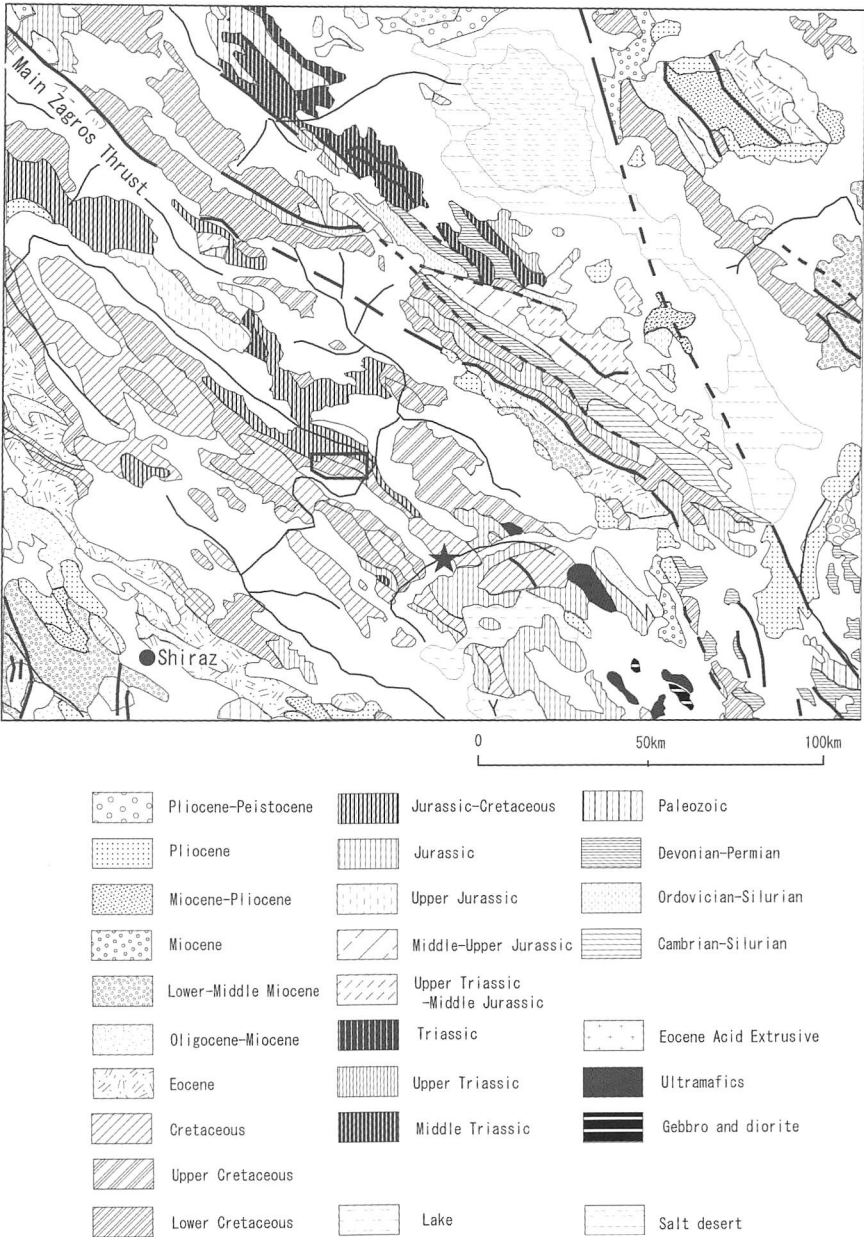 Main Zagros Thrust
Shiraz
Y
0 50km 100km
Pliocene-Peistocene
Pliocene
Miocene-Pliocene
Miocene
Lower-Middle Miocene
Oligocene-Miocene
Eocene
Cretaceous
Upper Cretaceous
Lower Cretaceous
Jurassic-Cretaceous
Jurassic
Upper Jurassic
Middle-Upper Jurassic
Upper Triassic
-Middle Jurassic
Triassic
Upper Triassic
Middle Triassic
Lake
Paleozoic
Devonian-Permian
Ordovician-Silurian
Cambrian-Silurian
Eocene Acid Extrusive
Ultramafics
Gebbro and diorite
Salt desert